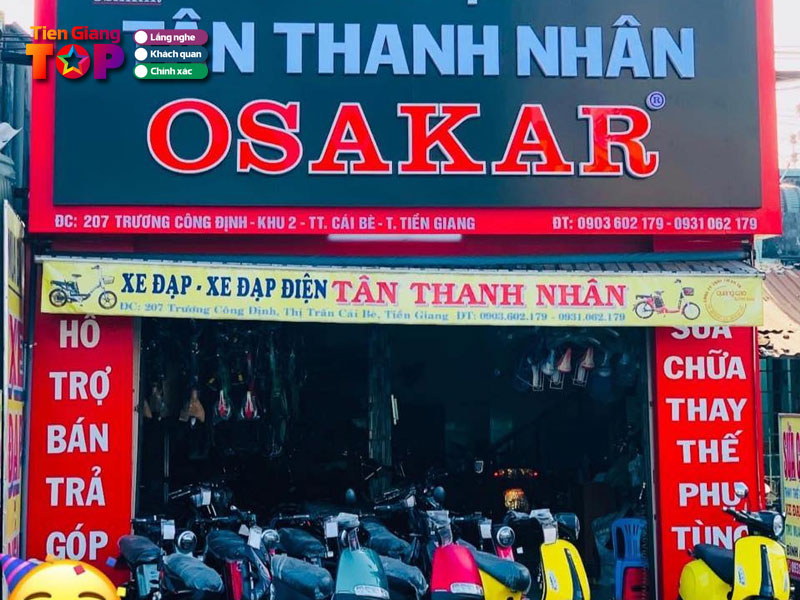 Tien Giang
TOP
Lắng nghe
Khách quan
Chính xác
TÂN THANH NHÂN
OSAKAR®
ĐC: 207 TRƯƠNG CÔNG ĐỊNH - KHU 2 - TT. CÁI BÈ - T. TIỀN GIANG
ĐT: 0903 602 179 - 0931 062 179
XE ĐẠP - XE ĐẠP ĐIỆN TÂN THANH NHÂN
ĐC: 207 Trương Công Định, Thị Trấn Cái Bè, Tiền Giang ĐT: 0903.602.179 - 0931.062.179
HỖ
TRỢ
BÁN
TRẢ
GÓP
SỬA
CHỮA
THAY
THẾ
PHỤ
TÙNG